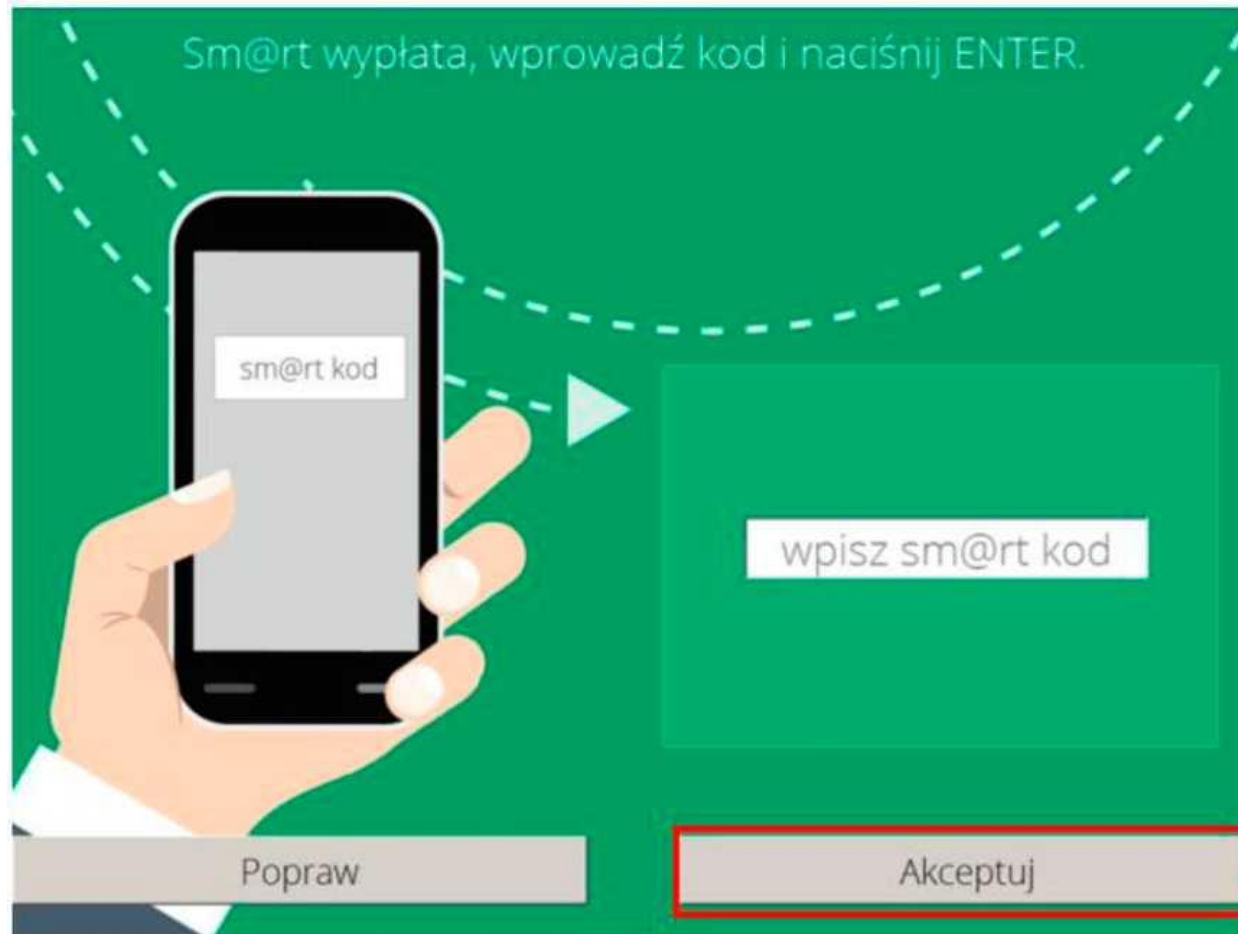 Sm@rt wypłata, wprowadź kod i naciśnij ENTER.
sm@rt kod
wpisz sm@rt kod
Popraw
Akceptuj